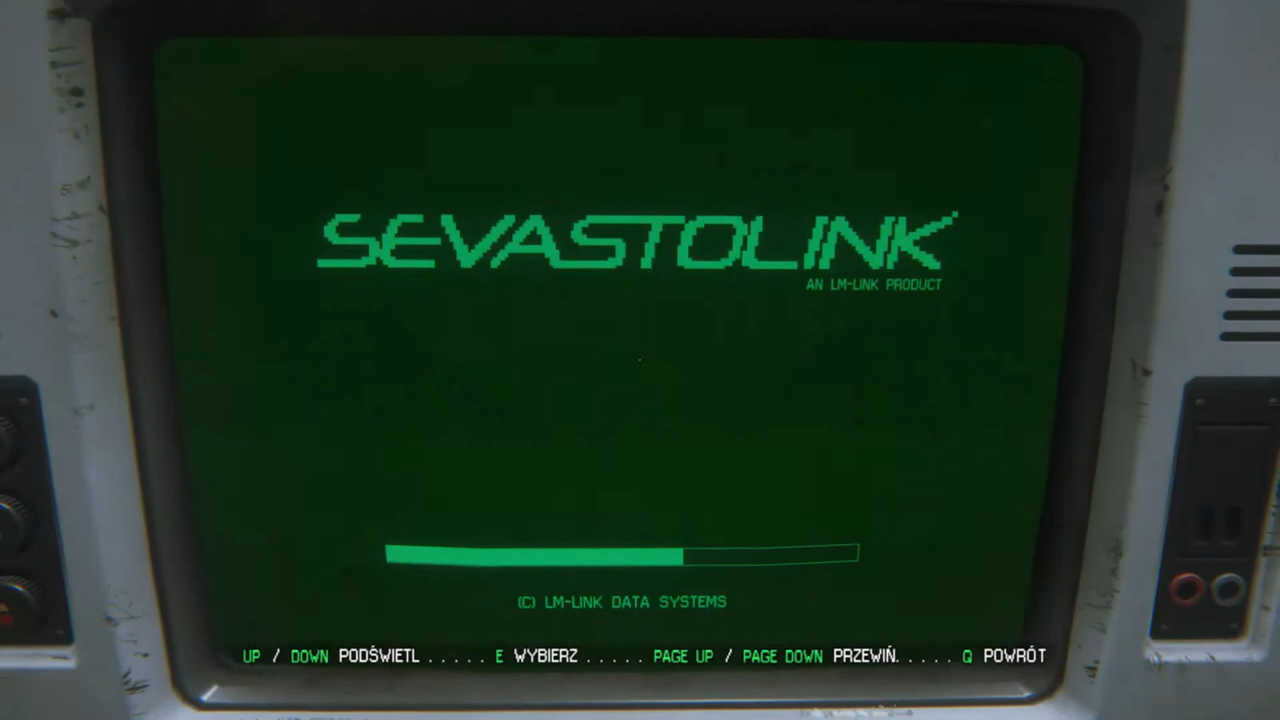 SEVASTOLINK
AN LM-LINK PRODUCT
(C) LM-LINK DATA SYSTEMS
UP / DOWN PODŚWIETL ..... E WYBIERZ ..... PAGE UP / PAGE DOWN PRZEWIŃ..... Q POWRÓT